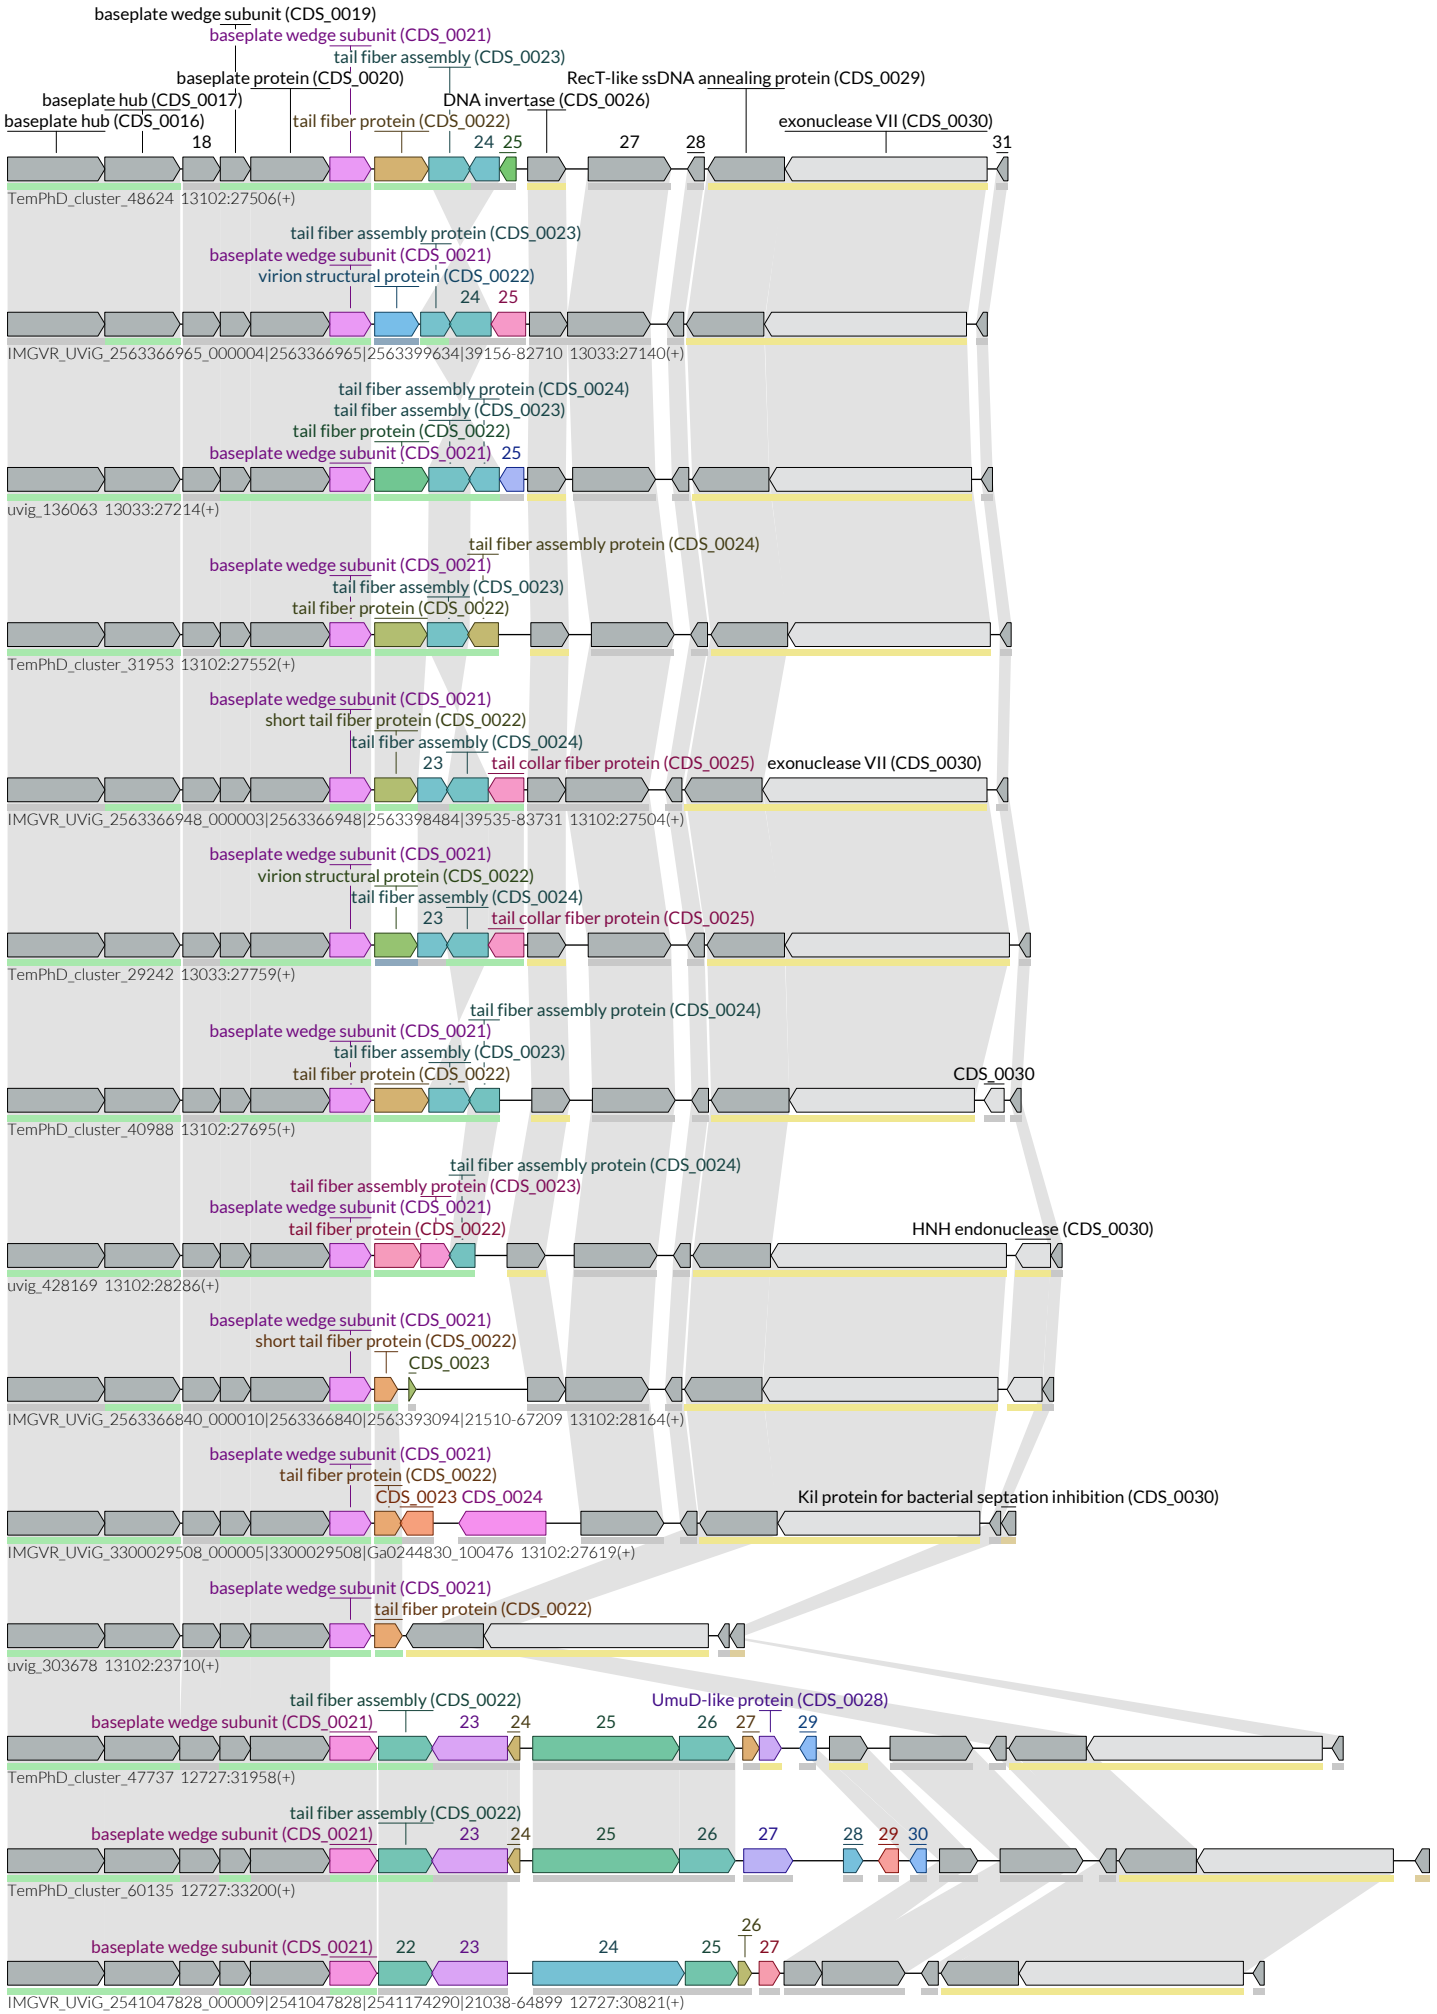 baseplate wedge subunit (CDS_0019)
baseplate wedge subunit (CDS_0021)
tail fiber assembly (CDS_0023)
baseplate protein (CDS_0020) RecT-like ssDNA annealing protein (CDS_0029)
baseplate hub (CDS_0017) DNA invertase (CDS_0026)
baseplate hub (CDS_0016) tail fiber protein (CDS_0022) exonuclease VII (CDS_0030)
18 24 25 27 28 31
TemPhD_cluster_48624 13102:27506(+)
tail fiber assembly protein (CDS_0023)
baseplate wedge subunit (CDS_0021)
virion structural protein (CDS_0022)
24 25
IMGVR_UViG_2563366965_000004|2563366965|2563399634|39156-82710 13033:27140(+)
tail fiber assembly protein (CDS_0024)
tail fiber assembly (CDS_0023)
tail fiber protein (CDS_0022)
baseplate wedge subunit (CDS_0021) 25
uvig_136063 13033:27214(+)
tail fiber assembly protein (CDS_0024)
baseplate wedge subunit (CDS_0021)
tail fiber assembly (CDS_0023)
tail fiber protein (CDS_0022)
TemPhD_cluster_31953 13102:27552(+)
baseplate wedge subunit (CDS_0021)
short tail fiber protein (CDS_0022)
tail fiber assembly (CDS_0024)
23 tail collar fiber protein (CDS_0025) exonuclease VII (CDS_0030)
IMGVR_UViG_2563366948_000003|2563366948|2563398484|39535-83731 13102:27504(+)
baseplate wedge subunit (CDS_0021)
virion structural protein (CDS_0022)
tail fiber assembly (CDS_0024)
23 tail collar fiber protein (CDS_0025)
TemPhD_cluster_29242 13033:27759(+)
tail fiber assembly protein (CDS_0024)
baseplate wedge subunit (CDS_0021)
tail fiber assembly (CDS_0023)
tail fiber protein (CDS_0022) CDS_0030
TemPhD_cluster_40988 13102:27695(+)
tail fiber assembly protein (CDS_0024)
tail fiber assembly protein (CDS_0023)
baseplate wedge subunit (CDS_0021)
tail fiber protein (CDS_0022) HNH endonuclease (CDS_0030)
uvig_428169 13102:28286(+)
baseplate wedge subunit (CDS_0021)
short tail fiber protein (CDS_0022)
CDS_0023
IMGVR_UViG_2563366840_000010|2563366840|2563393094|21510-67209 13102:28164(+)
baseplate wedge subunit (CDS_0021)
tail fiber protein (CDS_0022)
CDS_0023 CDS_0024 Kil protein for bacterial septation inhibition (CDS_0030)
IMGVR_UViG_3300029508_000005|3300029508|Ga0244830_100476 13102:27619(+)
baseplate wedge subunit (CDS_0021)
tail fiber protein (CDS_0022)
uvig_303678 13102:23710(+)
tail fiber assembly (CDS_0022) UmuD-like protein (CDS_0028)
baseplate wedge subunit (CDS_0021) 23 24 25 26 27 29
TemPhD_cluster_47737 12727:31958(+)
tail fiber assembly (CDS_0022)
baseplate wedge subunit (CDS_0021) 23 24 25 26 27 28 29 30
TemPhD_cluster_60135 12727:33200(+)
26
baseplate wedge subunit (CDS_0021) 22 23 24 25 27
IMGVR_UViG_2541047828_000009|2541047828|2541174290|21038-64899 12727:30821(+)